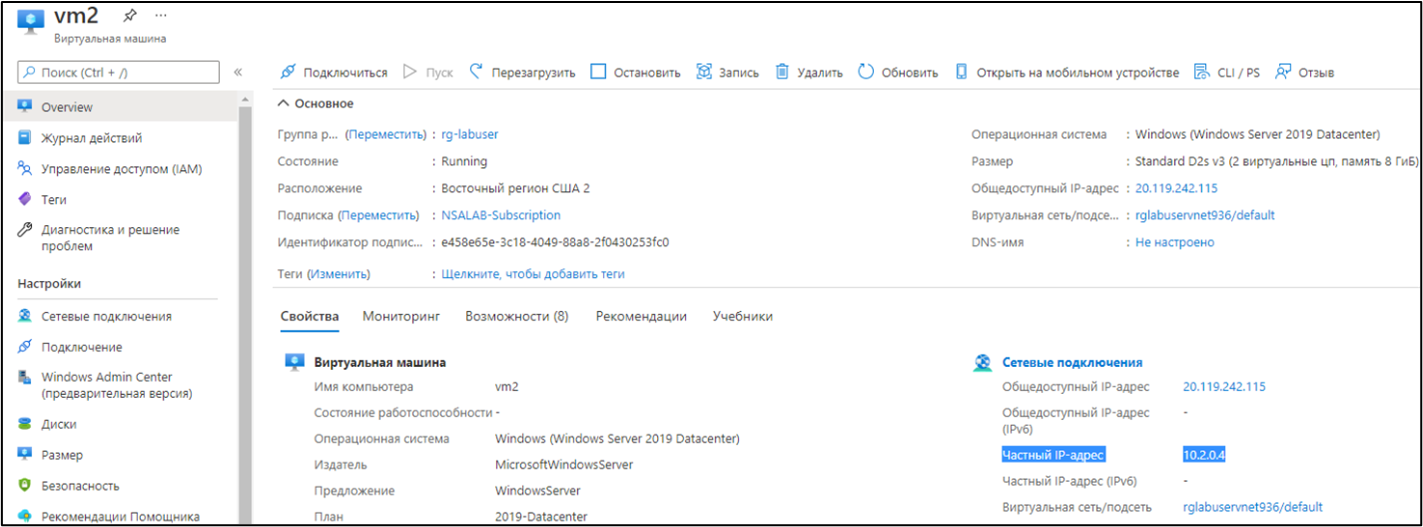 vm2
Виртуальная машина
Поиск (Ctrl + /)
«
Подключиться Пуск Перезагрузить Остановить Запись Удалить Обновить Открыть на мобильном устройстве CLI / PS Отзыв
Overview
Журнал действий
Управление доступом (IAM)
Теги
Диагностика и решение
проблем
Настройки
Сетевые подключения
Подключение
Windows Admin Center
(предварительная версия)
Диски
Размер
Безопасность
Рекомендации Помощника
Основное
Группа р... (Переместить) : rg-labuser
Состояние : Running
Расположение : Восточный регион США 2
Подписка (Переместить) : NSALAB-Subscription
Идентификатор подпис... : e458e65e-3c18-4049-88a8-2f0430253fc0
Теги (Изменить) : Щелкните, чтобы добавить теги
Операционная система : Windows (Windows Server 2019 Datacenter)
Размер : Standard D2s v3 (2 виртуальные цп, память 8 ГиБ)
Общедоступный IP-адрес : 20.119.242.115
Виртуальная сеть/подсе... : rglabuservnet936/default
DNS-имя : Не настроено
Свойства Мониторинг Возможности (8) Рекомендации Учебники
Виртуальная машина
Имя компьютера vm2
Состояние работоспособности -
Операционная система Windows (Windows Server 2019 Datacenter)
Издатель MicrosoftWindowsServer
Предложение WindowsServer
План 2019-Datacenter
Сетевые подключения
Общедоступный IP-адрес 20.119.242.115
Общедоступный IP-адрес -
(IPv6)
Частный IP-адрес 10.2.0.4
Частный IP-адрес (IPv6) -
Виртуальная сеть/подсеть rglabuservnet936/default